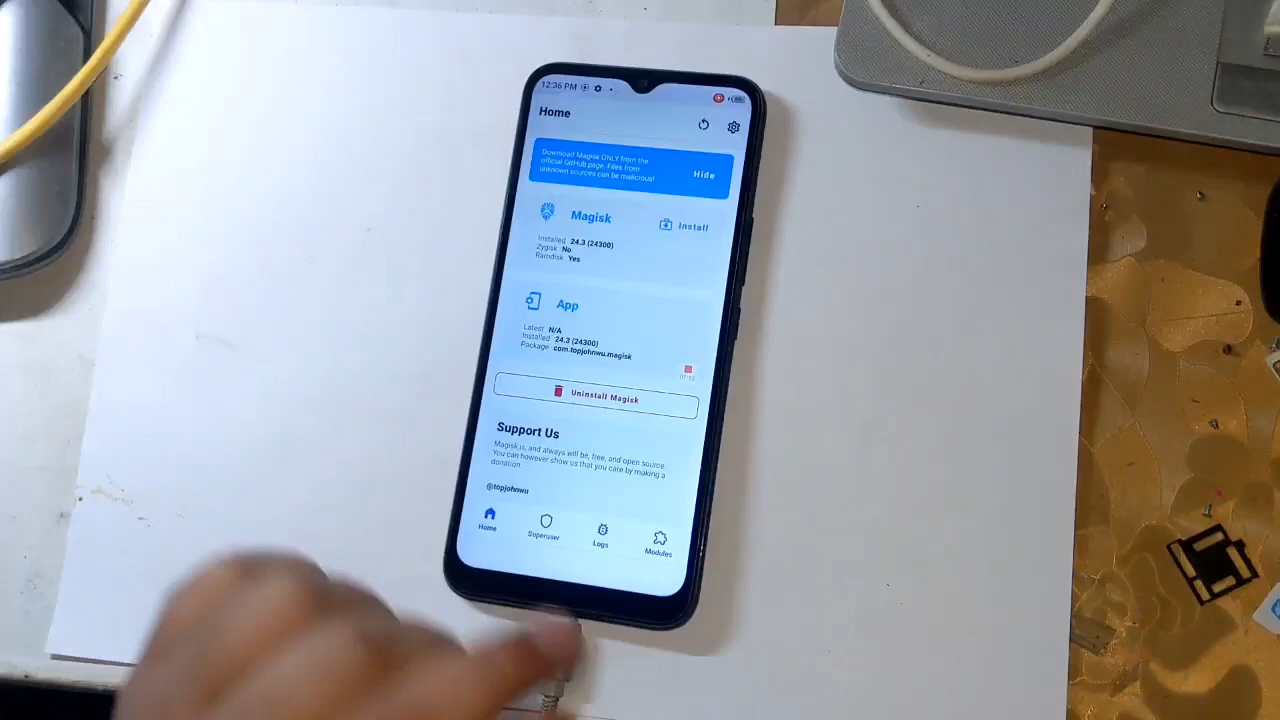 12:36 PM
Home
Download Magisk ONLY from the
official GitHub page. Files from
unknown sources can be malicious!
Hide
Magisk
Install
Installed 24.3 (24300)
Zygisk No
Ramdisk Yes
App
Latest N/A
Installed 24.3 (24300)
Package com.topjohnwu.magisk
Uninstall Magisk
Support Us
Magisk is, and always will be, free, and open source.
You can however show us that you care by making a
donation.
@topjohnwu
Home
Superuser
Logs
Modules